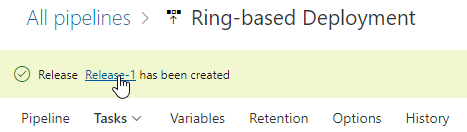 All pipelines > Ring-based Deployment
Release Release-1 has been created
Pipeline Tasks Variables Retention Options History